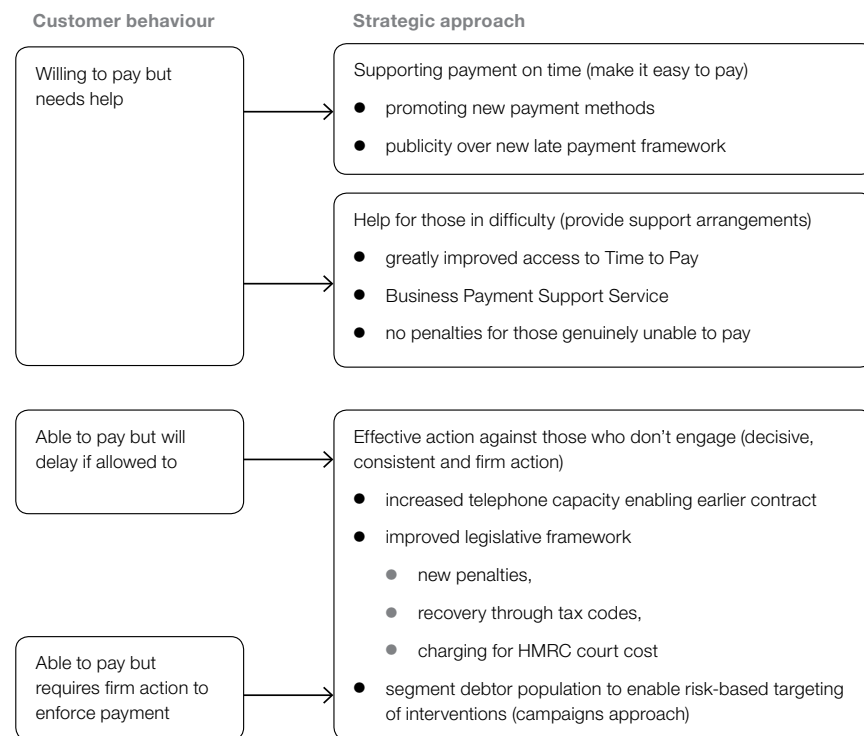 Customer behaviour
Strategic approach
Willing to pay but
needs help
Supporting payment on time (make it easy to pay)
● promoting new payment methods
● publicity over new late payment framework
Help for those in difficulty (provide support arrangements)
● greatly improved access to Time to Pay
● Business Payment Support Service
● no penalties for those genuinely unable to pay
Able to pay but will
delay if allowed to
Able to pay but
requires firm action to
enforce payment
Effective action against those who don't engage (decisive,
consistent and firm action)
● increased telephone capacity enabling earlier contract
● improved legislative framework
● new penalties,
● recovery through tax codes,
● charging for HMRC court cost
● segment debtor population to enable risk-based targeting
of interventions (campaigns approach)